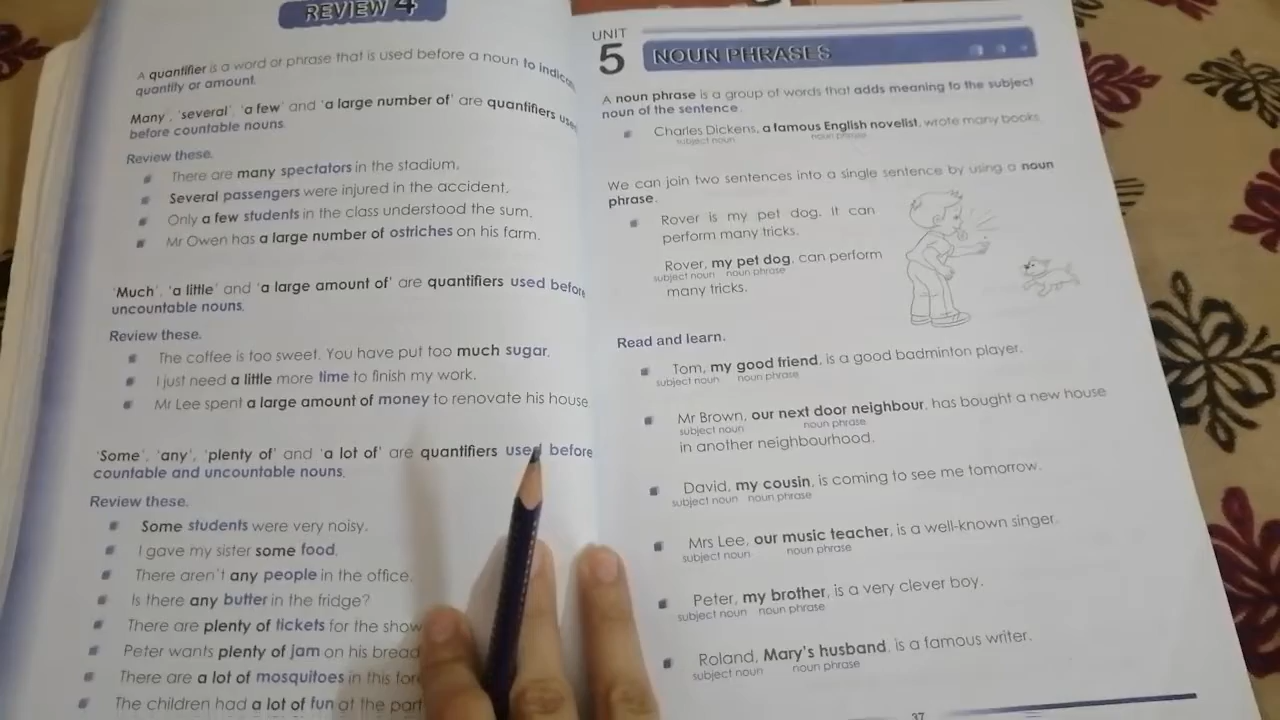 REVIEW 4
A quantifier is a word or phrase that is used before a noun to
quantity or amount.
'Many', 'several', 'a few' and 'a large number of' are quantifiers
before countable nouns.
Review these.
There are many spectators in the stadium.
Several passengers were injured in the accident.
Only a few students in the class understood the sum.
Mr Owen has a large number of ostriches on his farm.
'Much', 'a little' and 'a large amount of' are quantifiers used before
uncountable nouns.
Review these.
The coffee is too sweet. You have put too much sugar.
I just need a little more time to finish my work.
Mr Lee spent a large amount of money to renovate his house
'Some', 'any', 'plenty of' and 'a lot of' are quantifiers used before
countable and uncountable nouns.
Review these.
Some students were very noisy.
I gave my sister some food.
There aren't any people in the office.
Is there any butter in the fridge?
There are plenty of tickets for the show
Peter wants plenty of jam on his bread
There are a lot of mosquitoes in this
The children had a lot of fun at the
UNIT
5 NOUN PHRASES
A noun phrase is a group of words that adds meaning to the subject
noun of the sentence.
Charles Dickens, a famous English novelist, wrote many books.
subject noun noun phrase
We can join two sentences into a single sentence by using a noun
phrase.
Rover is my pet dog. It can
perform many tricks.
Rover, my pet dog, can perform
subject noun noun phrase
many tricks.
Read and learn.
Tom, my good friend, is a good badminton player.
subject noun noun phrase
Mr Brown, our next door neighbour, has bought a new house
subject noun noun phrase
in another neighbourhood.
David, my cousin, is coming to see me tomorrow.
subject noun noun phrase
Mrs Lee, our music teacher, is a well-known singer.
subject noun noun phrase
Peter, my brother, is a very clever boy.
subject noun noun phrase
Roland, Mary's husband, is a famous writer.
subject noun noun phrase
37